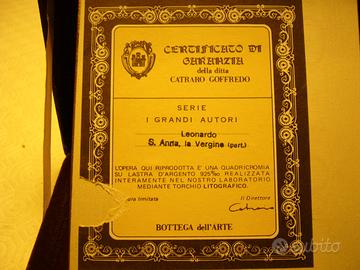 CERTIFICATO DI
GARANZIA
della ditta
CATRARO GOFFREDO
SERIE
I GRANDI AUTORI
Leonardo
S. Anna, la Vergine (part.)
L'OPERA QUI RIPRODOTTA E' UNA QUADRICROMIA
SU LASTRA D'ARGENTO 925‰ REALIZZATA
INTERAMENTE NEL NOSTRO LABORATORIO
MEDIANTE TORCHIO LITOGRAFICO.
ura limitata
Il Direttore
BOTTEGA dell'ARTE
subito